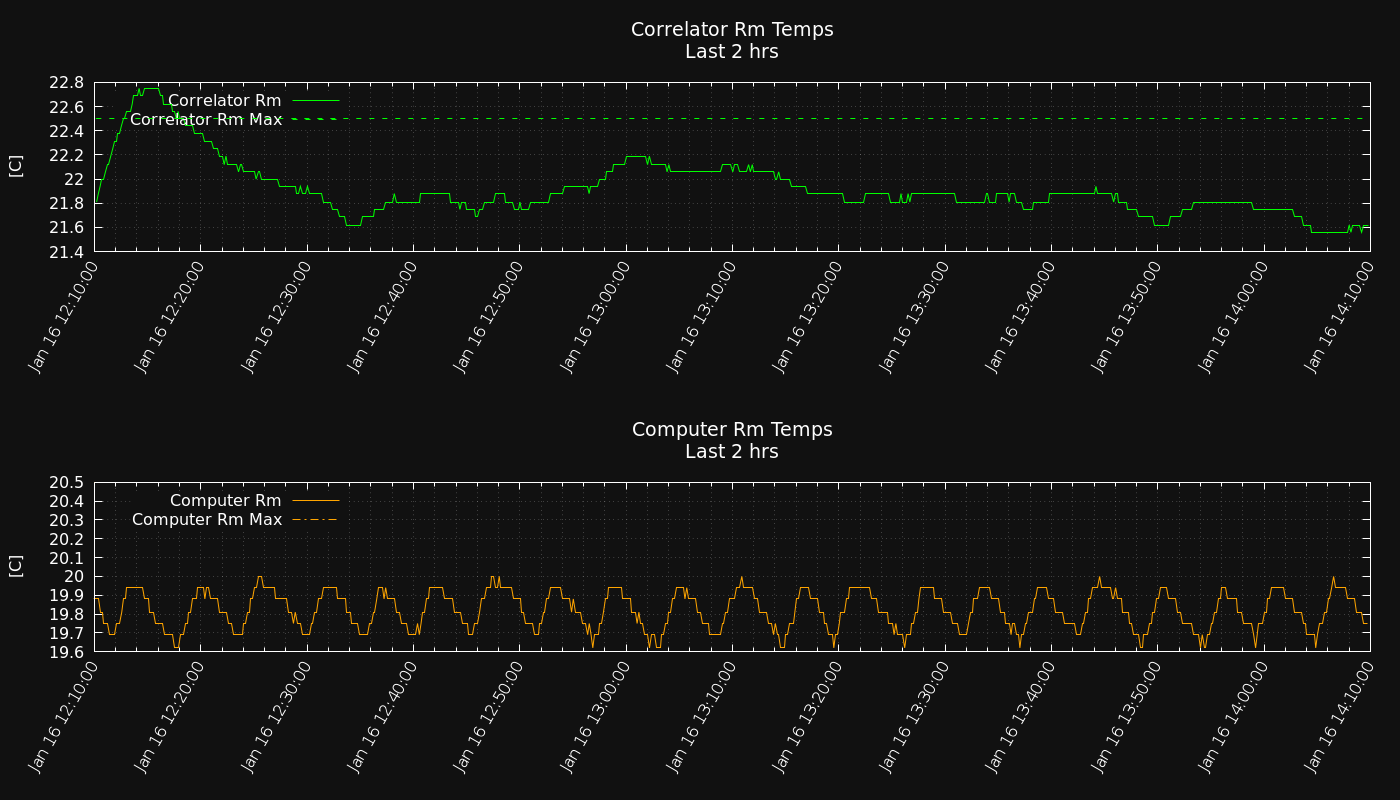 Correlator Rm Temps
Last 2 hrs
[C]
22.8
22.6
22.4
22.2
22
21.8
21.6
21.4
Correlator Rm
Correlator Rm Max
Jan 16 12:10:00
Jan 16 12:20:00
Jan 16 12:30:00
Jan 16 12:40:00
Jan 16 12:50:00
Jan 16 13:00:00
Jan 16 13:10:00
Jan 16 13:20:00
Jan 16 13:30:00
Jan 16 13:40:00
Jan 16 13:50:00
Jan 16 14:00:00
Jan 16 14:10:00
Computer Rm Temps
Last 2 hrs
[C]
20.5
20.4
20.3
20.2
20.1
20
19.9
19.8
19.7
19.6
Computer Rm
Computer Rm Max
Jan 16 12:10:00
Jan 16 12:20:00
Jan 16 12:30:00
Jan 16 12:40:00
Jan 16 12:50:00
Jan 16 13:00:00
Jan 16 13:10:00
Jan 16 13:20:00
Jan 16 13:30:00
Jan 16 13:40:00
Jan 16 13:50:00
Jan 16 14:00:00
Jan 16 14:10:00